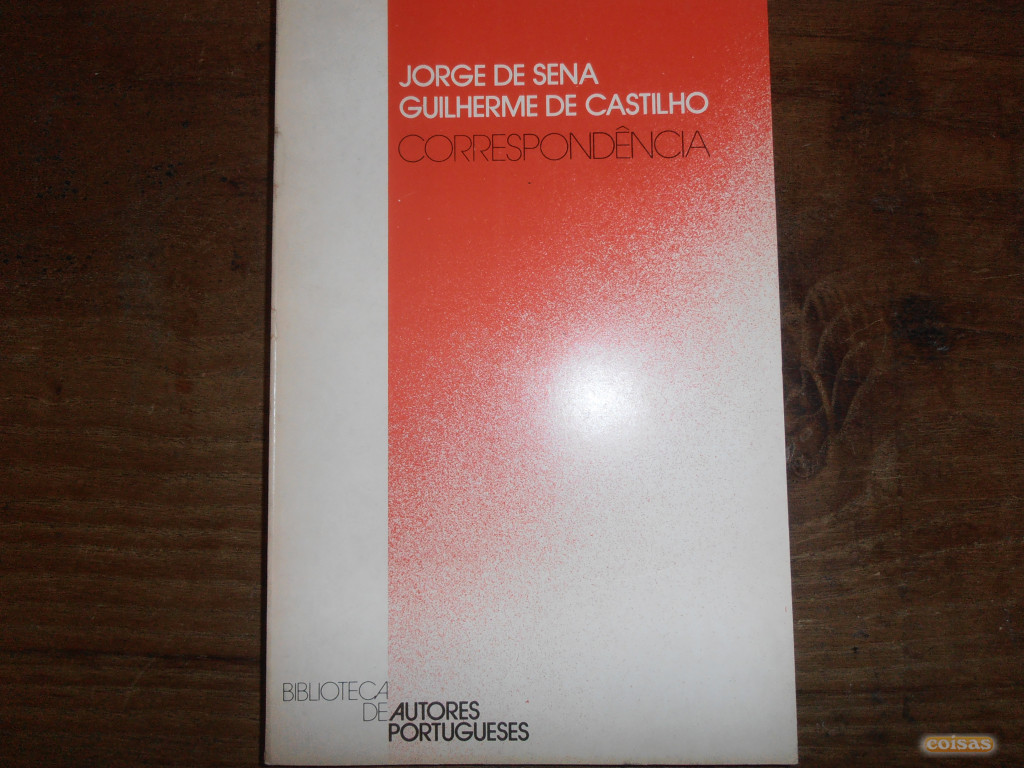 JORGE DE SENA
GUILHERME DE CASTILHO
CORRESPONDÊNCIA
BIBLIOTECA
DE AUTORES
PORTUGUESES
coisas